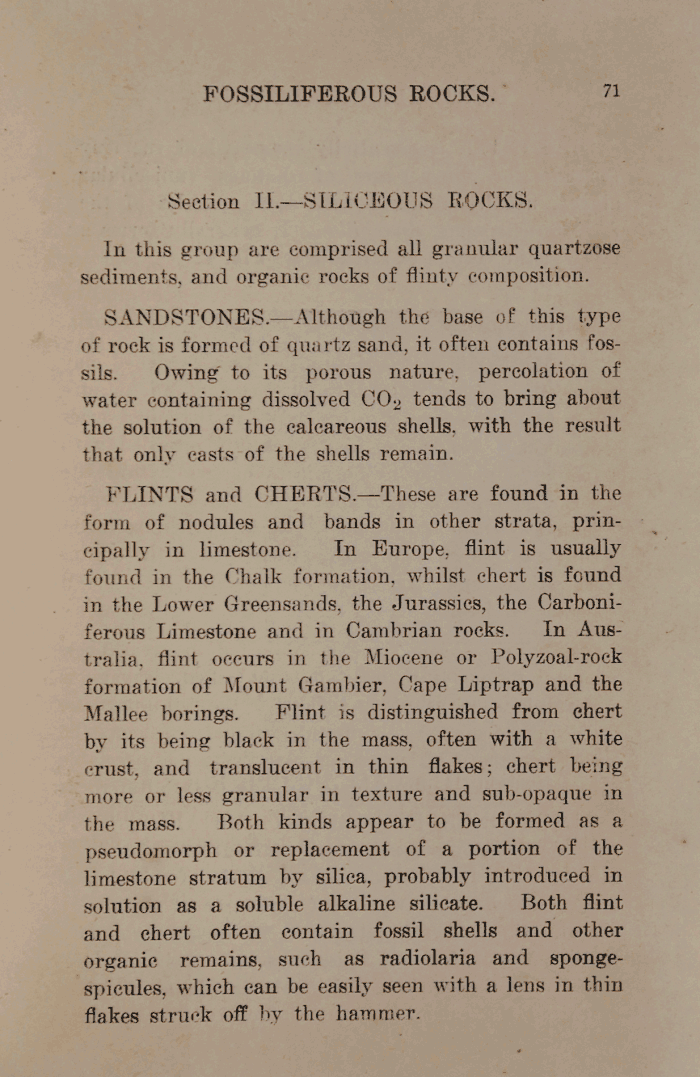 FOSSILIFEROUS ROCKS. 71
Section II.—SILICEOUS ROCKS.
In this group are comprised all granular quartzose
sediments, and organic rocks of flinty composition.
SANDSTONES.—Although the base of this type
of rock is formed of quartz sand, it often contains fos-
sils. Owing to its porous nature, percolation of
water containing dissolved CO₂ tends to bring about
the solution of the calcareous shells, with the result
that only casts of the shells remain.
FLINTS and CHERTS.—These are found in the
form of nodules and bands in other strata, prin-
cipally in limestone. In Europe, flint is usually
found in the Chalk formation, whilst chert is found
in the Lower Greensands, the Jurassics, the Carboni-
ferous Limestone and in Cambrian rocks. In Aus-
tralia, flint occurs in the Miocene or Polyzoal-rock
formation of Mount Gambier, Cape Liptrap and the
Mallee borings. Flint is distinguished from chert
by its being black in the mass, often with a white
crust, and translucent in thin flakes; chert being
more or less granular in texture and sub-opaque in
the mass. Both kinds appear to be formed as a
pseudomorph or replacement of a portion of the
limestone stratum by silica, probably introduced in
solution as a soluble alkaline silicate. Both flint
and chert often contain fossil shells and other
organic remains, such as radiolaria and sponge-
spicules, which can be easily seen with a lens in thin
flakes struck off by the hammer.